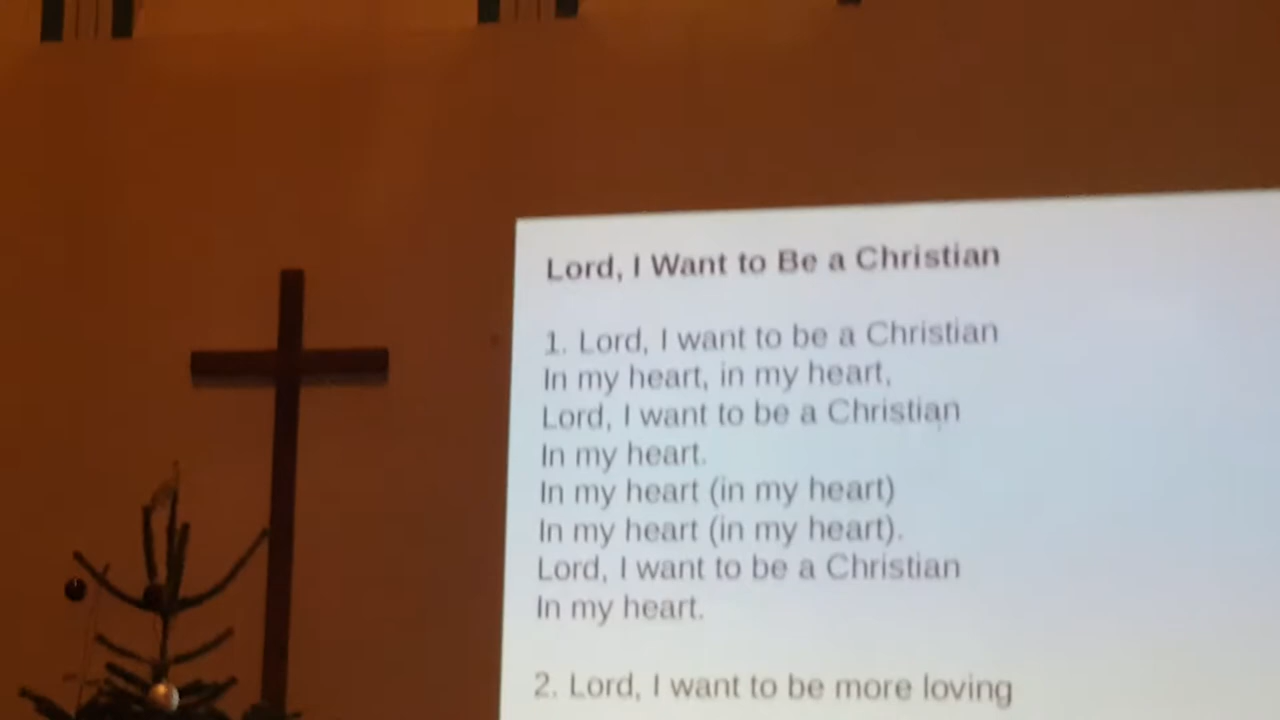 Lord, I Want to Be a Christian
1. Lord, I want to be a Christian
In my heart, in my heart,
Lord, I want to be a Christian
In my heart.
In my heart (in my heart)
In my heart (in my heart).
Lord, I want to be a Christian
In my heart.
2. Lord, I want to be more loving